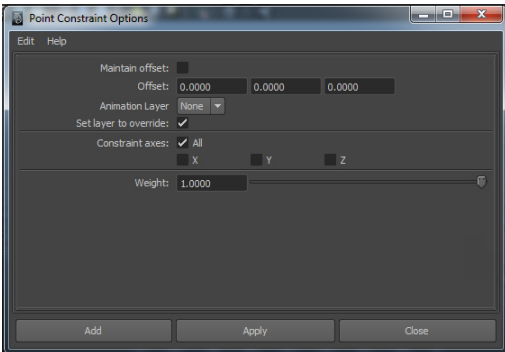 Point Constraint Options
Edit Help
Maintain offset:
Offset: 0.0000 0.0000 0.0000
Animation Layer None
Set layer to override:
Constraint axes: All
X Y Z
Weight: 1.0000
Add Apply Close